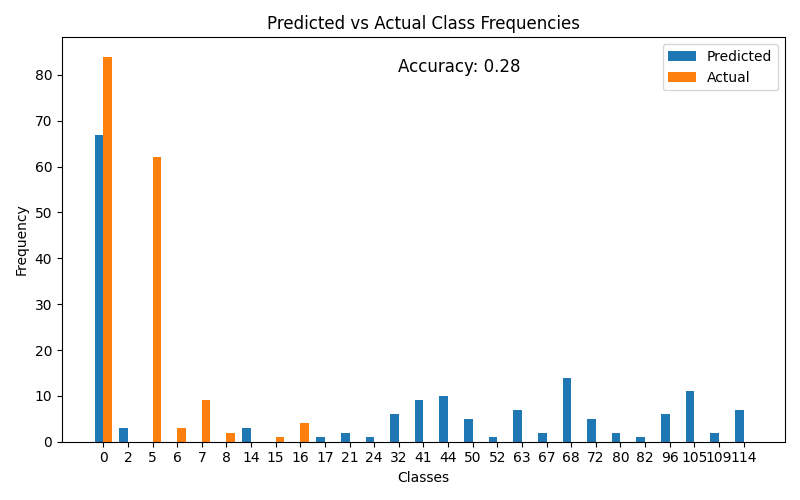 Predicted vs Actual Class Frequencies
Accuracy: 0.28
Predicted
Actual
Frequency
80
70
60
50
40
30
20
10
0
0 2 5 6 7 8 14 15 16 17 21 24 32 41 44 50 52 63 67 68 72 80 82 96 105 109 114
Classes